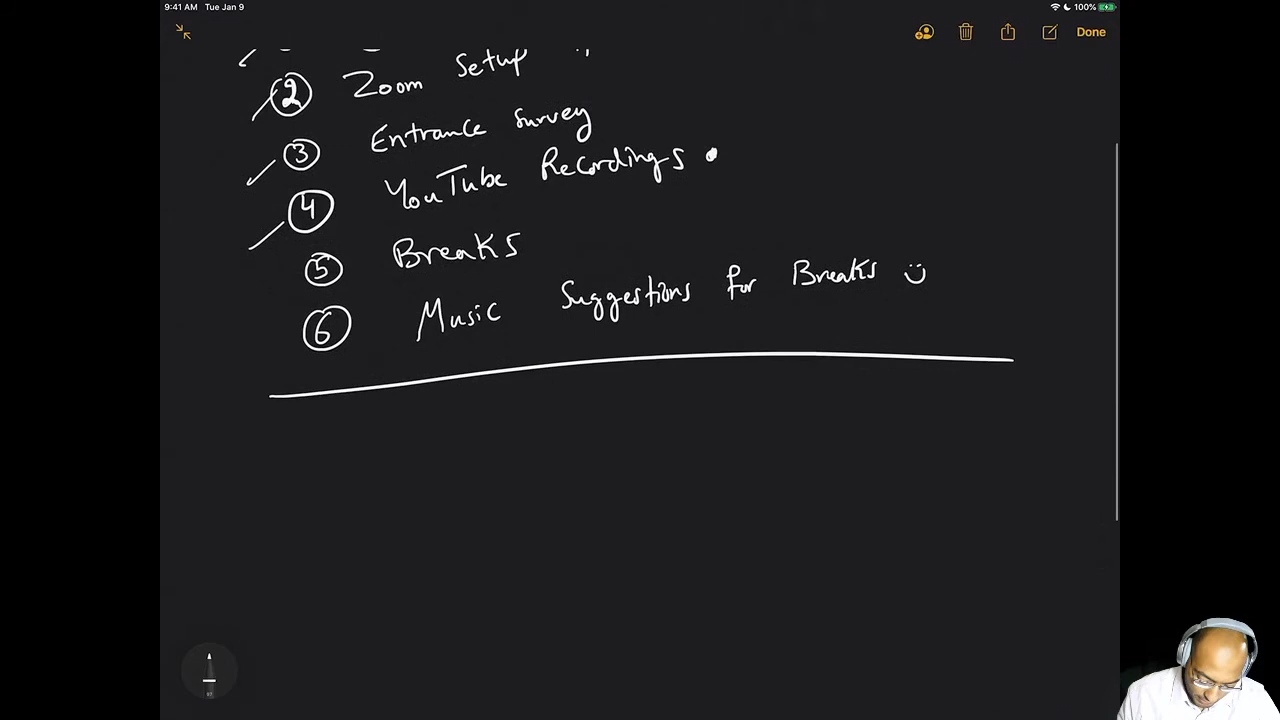 9:41 AM Tue Jan 9 100%
Done
2 Zoom Setup
3 Entrance Survey
4 YouTube Recordings
5 Breaks
6 Music Suggestions for Breaks